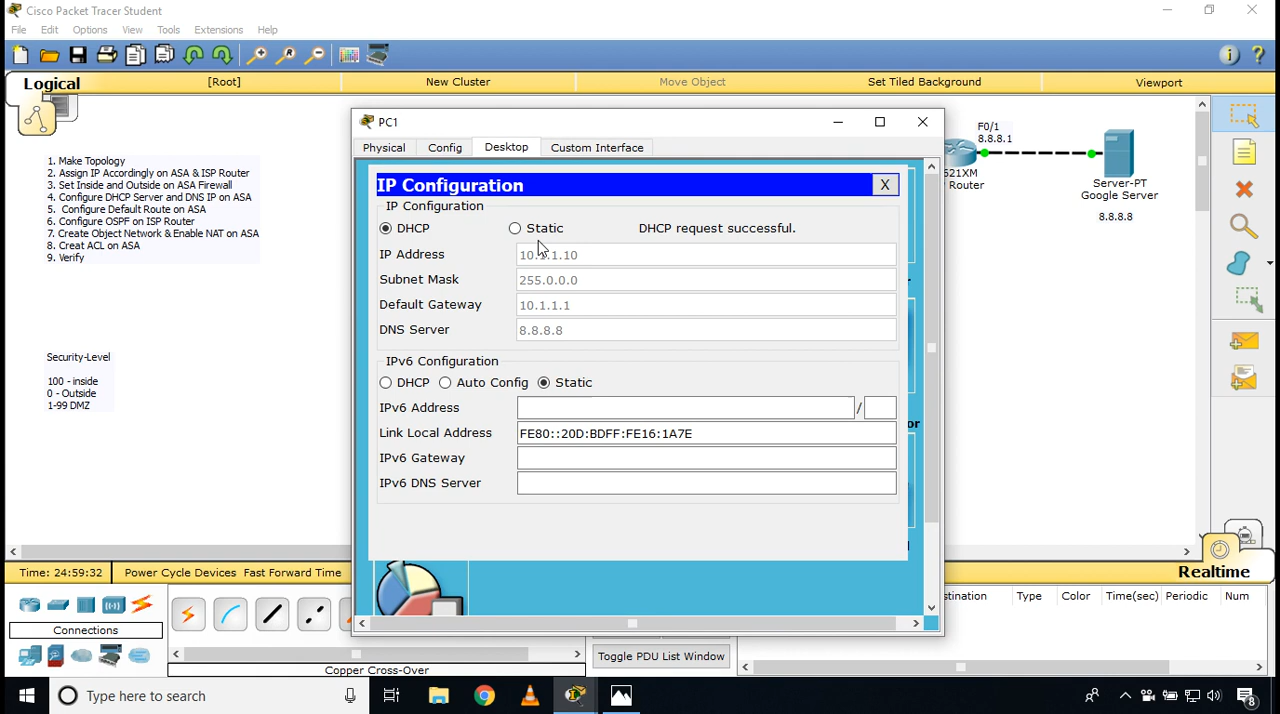 Cisco Packet Tracer Student
File Edit Options View Tools Extensions Help
Logical [Root] New Cluster Move Object Set Tiled Background Viewport
1. Make Topology
2. Assign IP Accordingly on ASA & ISP Router
3. Set Inside and Outside on ASA Firewall
4. Configure DHCP Server and DNS IP on ASA
5. Configure Default Route on ASA
6. Configure OSPF on ISP Router
7. Create Object Network & Enable NAT on ASA
8. Creat ACL on ASA
9. Verify
Security-Level
100 - inside
0 - Outside
1-99 DMZ
PC1
Physical Config Desktop Custom Interface
IP Configuration X
IP Configuration
DHCP Static DHCP request successful.
IP Address
Subnet Mask 255.0.0.0
Default Gateway 10.1.1.1
DNS Server 8.8.8.8
IPv6 Configuration
DHCP Auto Config Static
IPv6 Address /
Link Local Address FE80::20D:BDFF:FE16:1A7E
IPv6 Gateway
IPv6 DNS Server
F0/1
8.8.8.1
621XM
Router
Server-PT
Google Server
8.8.8.8
Time: 24:59:32 Power Cycle Devices Fast Forward Time
Realtime
Connections
Copper Cross-Over
Toggle PDU List Window
stination Type Color Time(sec) Periodic Num
Type here to search
8